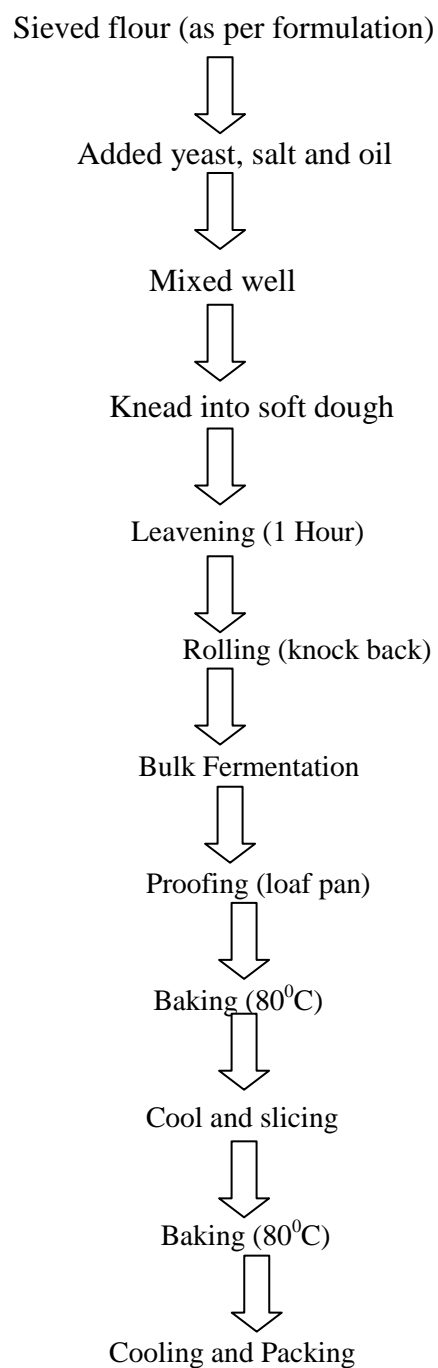 Sieved flour (as per formulation)
Added yeast, salt and oil
Mixed well
Knead into soft dough
Leavening (1 Hour)
Rolling (knock back)
Bulk Fermentation
Proofing (loaf pan)
Baking (80⁰C)
Cool and slicing
Baking (80⁰C)
Cooling and Packing